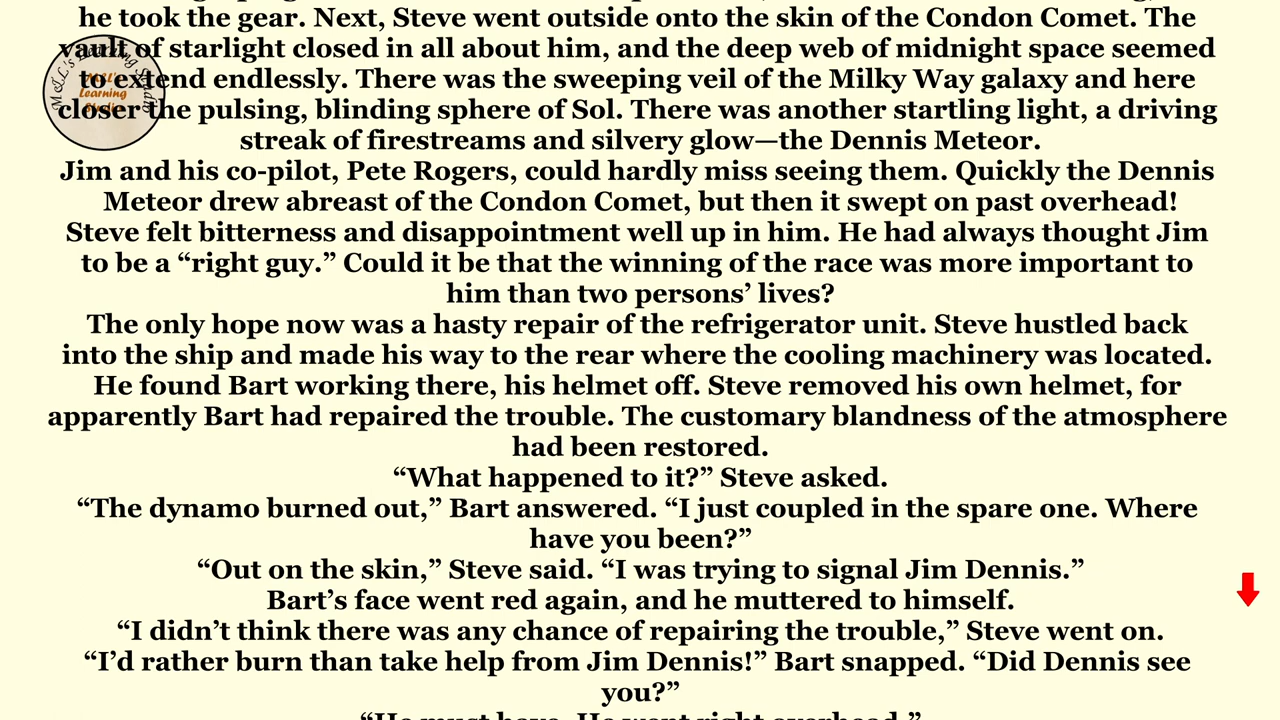 he took the gear. Next, Steve went outside onto the skin of the Condon Comet. The
vault of starlight closed in all about him, and the deep web of midnight space seemed
to extend endlessly. There was the sweeping veil of the Milky Way galaxy and here
closer the pulsing, blinding sphere of Sol. There was another startling light, a driving
streak of firestreams and silvery glow—the Dennis Meteor.
Jim and his co-pilot, Pete Rogers, could hardly miss seeing them. Quickly the Dennis
Meteor drew abreast of the Condon Comet, but then it swept on past overhead!
Steve felt bitterness and disappointment well up in him. He had always thought Jim
to be a “right guy.” Could it be that the winning of the race was more important to
him than two persons’ lives?
The only hope now was a hasty repair of the refrigerator unit. Steve hustled back
into the ship and made his way to the rear where the cooling machinery was located.
He found Bart working there, his helmet off. Steve removed his own helmet, for
apparently Bart had repaired the trouble. The customary blandness of the atmosphere
had been restored.
“What happened to it?” Steve asked.
“The dynamo burned out,” Bart answered. “I just coupled in the spare one. Where
have you been?”
“Out on the skin,” Steve said. “I was trying to signal Jim Dennis.”
Bart’s face went red again, and he muttered to himself.
“I didn’t think there was any chance of repairing the trouble,” Steve went on.
“I’d rather burn than take help from Jim Dennis!” Bart snapped. “Did Dennis see
you?”
“He must have. He went right overhead.”
Learning